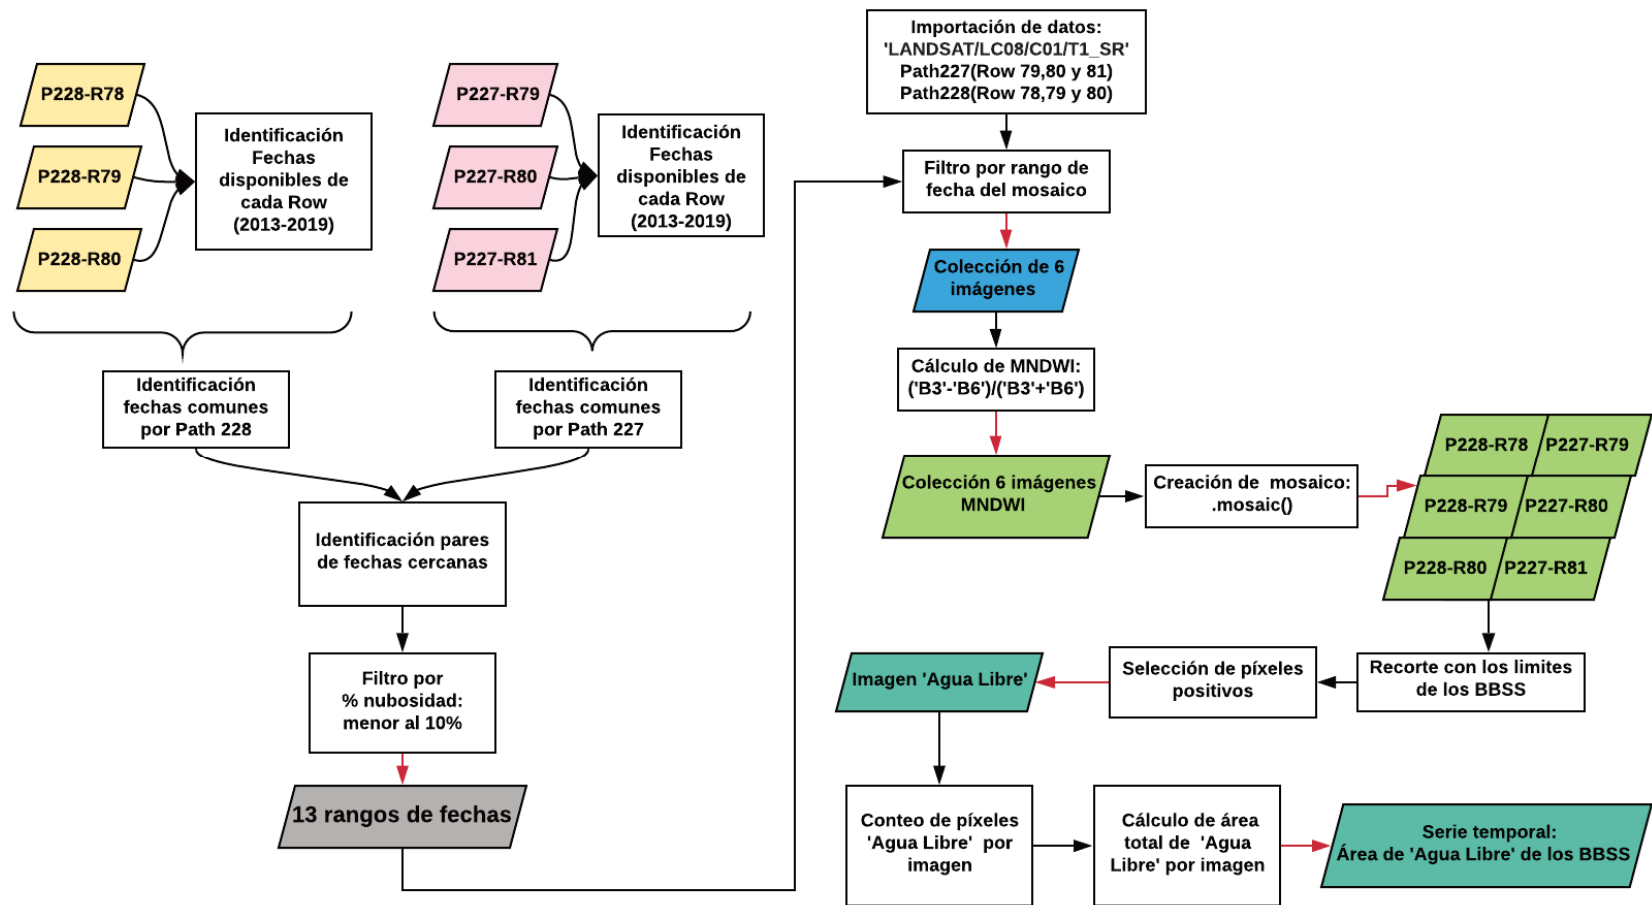 P228-R78
P228-R79
P228-R80
Identificación
Fechas
disponibles de
cada Row
(2013-2019)
P227-R79
P227-R80
P227-R81
Identificación
Fechas
disponibles de
cada Row
(2013-2019)
Identificación
fechas comunes
por Path 228
Identificación
fechas comunes
por Path 227
Identificación pares
de fechas cercanas
Filtro por
% nubosidad:
menor al 10%
13 rangos de fechas
Importación de datos:
'LANDSAT/LC08/C01/T1_SR'
Path227(Row 79,80 y 81)
Path228(Row 78,79 y 80)
Filtro por rango de
fecha del mosaico
Colección de 6
imágenes
Cálculo de MNDWI:
('B3'-'B6')/('B3'+'B6')
Colección 6 imágenes
MNDWI
Creación de mosaico:
.mosaic()
P228-R78
P227-R79
P228-R79
P227-R80
P228-R80
P227-R81
Recorte con los limites
de los BBSS
Selección de píxeles
positivos
Imagen 'Agua Libre'
Conteo de píxeles
'Agua Libre' por
imagen
Cálculo de área
total de 'Agua
Libre' por imagen
Serie temporal:
Área de 'Agua Libre' de los BBSS